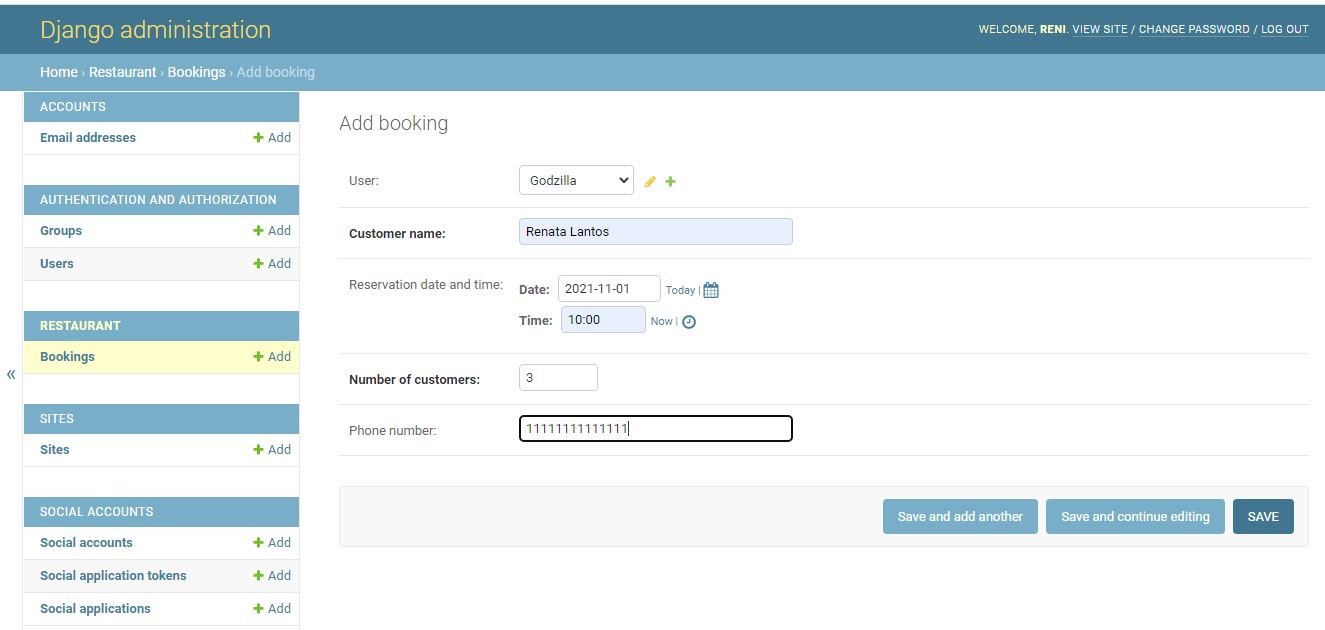 Django administration
WELCOME, RENI. VIEW SITE / CHANGE PASSWORD / LOG OUT
Home › Restaurant › Bookings › Add booking
ACCOUNTS
Email addresses + Add
AUTHENTICATION AND AUTHORIZATION
Groups + Add
Users + Add
RESTAURANT
Bookings + Add
SITES
Sites + Add
SOCIAL ACCOUNTS
Social accounts + Add
Social application tokens + Add
Social applications + Add
«
Add booking
User: Godzilla
Customer name: Renata Lantos
Reservation date and time: Date: 2021-11-01 Today |
Time: 10:00 Now |
Number of customers: 3
Phone number: 11111111111111
Save and add another Save and continue editing SAVE